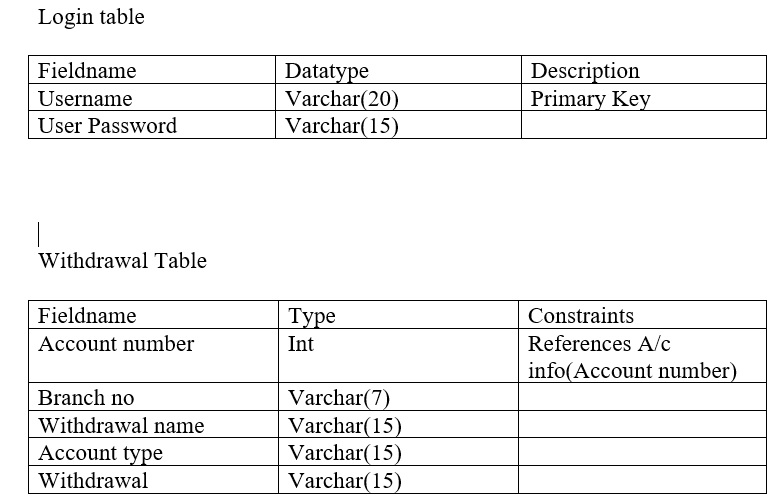 Login table
Fieldname Datatype Description
Username Varchar(20) Primary Key
User Password Varchar(15)
Withdrawal Table
Fieldname Type Constraints
Account number Int References A/c
info(Account number)
Branch no Varchar(7)
Withdrawal name Varchar(15)
Account type Varchar(15)
Withdrawal Varchar(15)